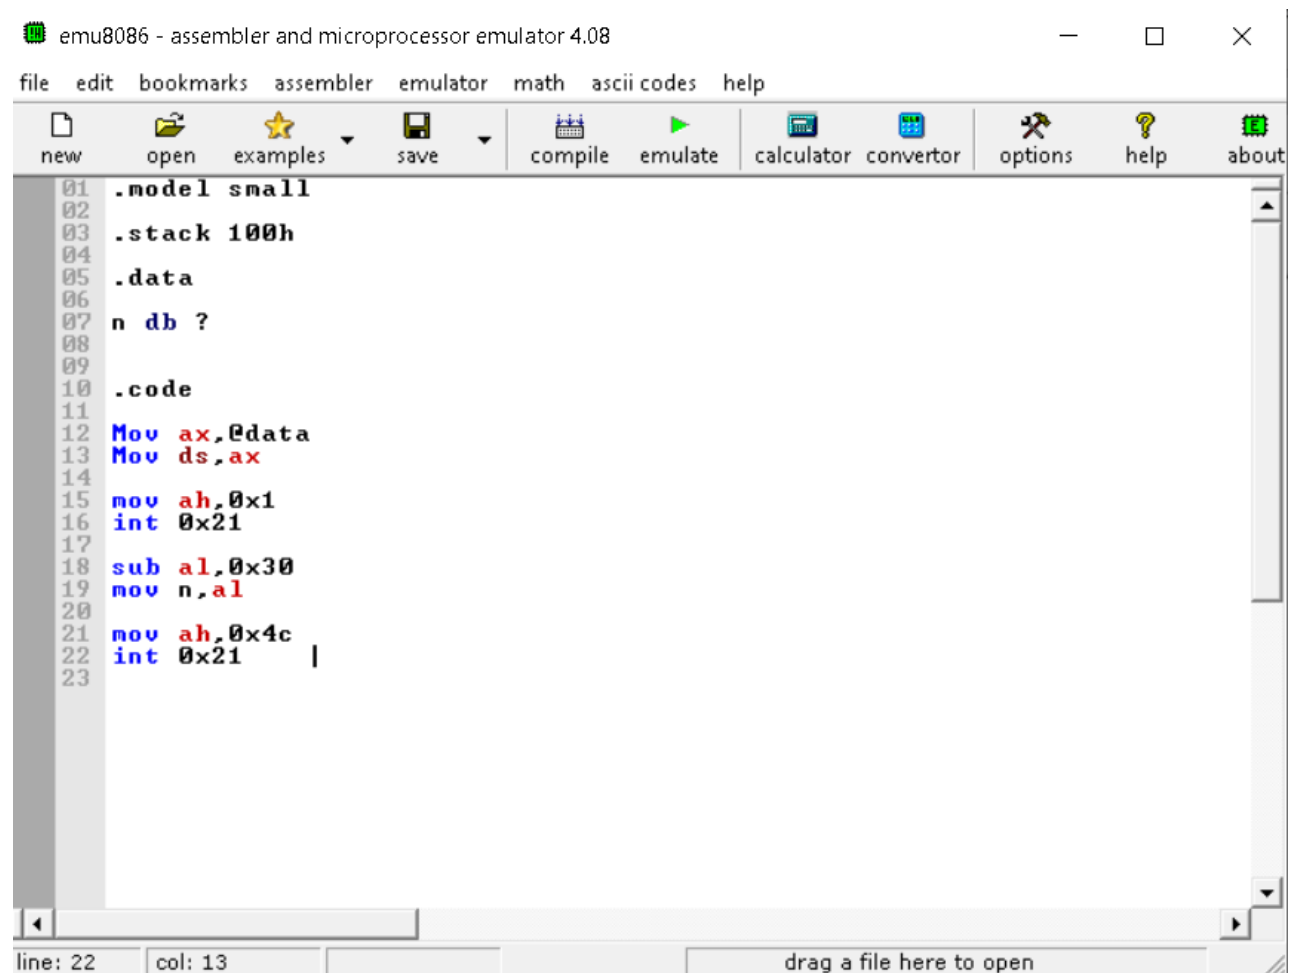 emu8086 - assembler and microprocessor emulator 4.08
file edit bookmarks assembler emulator math ascii codes help
new open examples save compile emulate calculator convertor options help about
01 .model small
02
03 .stack 100h
04
05 .data
06
07 n db ?
08
09
10 .code
11
12 Mov ax,@data
13 Mov ds,ax
14
15 mov ah,0x1
16 int 0x21
17
18 sub al,0x30
19 mov n,al
20
21 mov ah,0x4c
22 int 0x21
23
line: 22 col: 13 drag a file here to open